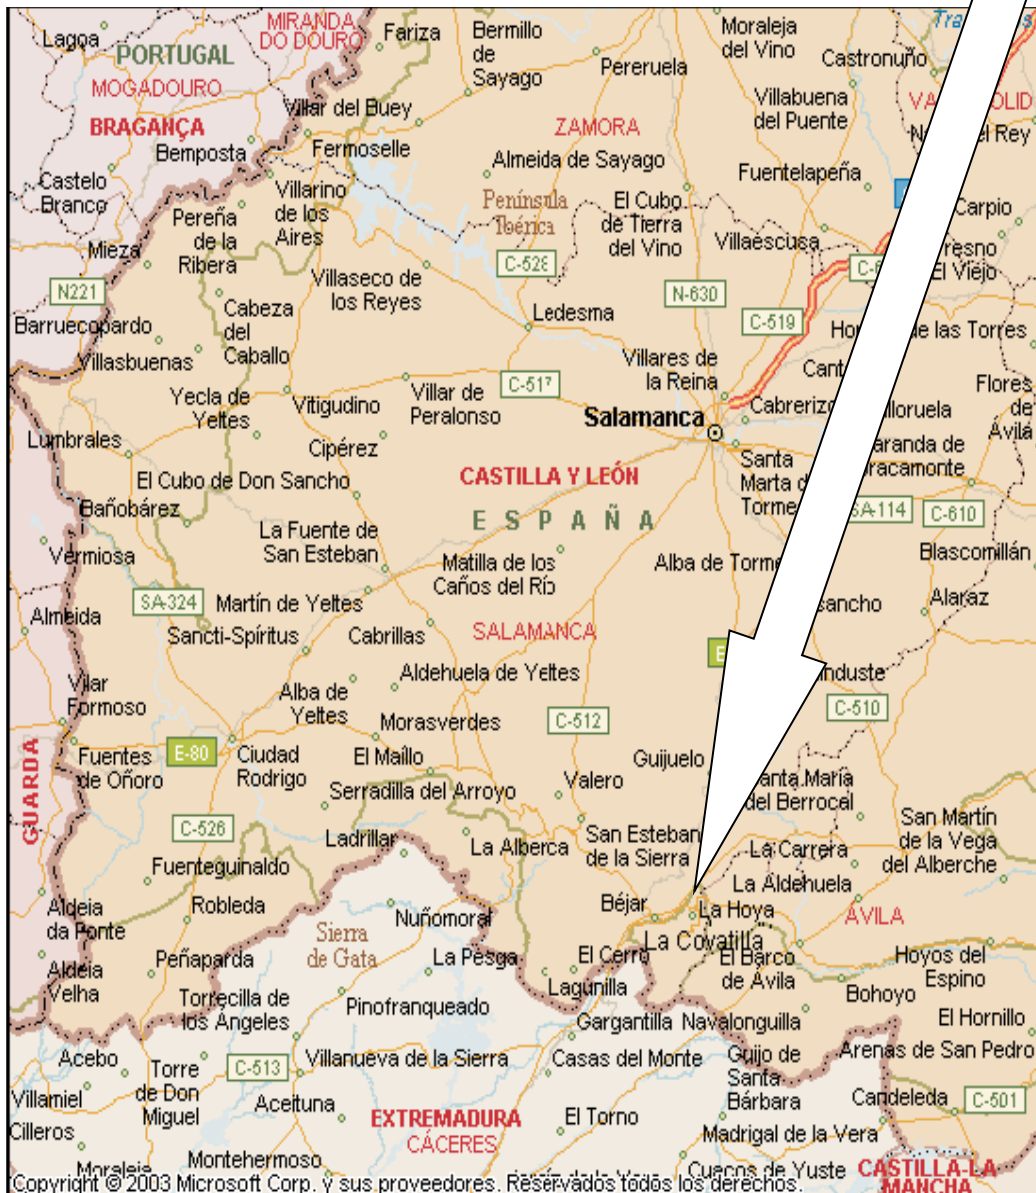 MIRANDA
DO DOURO
Lagoa
PORTUGAL
Fariza
Bermillo
de
Sayago
Moraleja
del Vino
Pereruela
Castronuño
MOGADOURO
Villar del Buey
Villabuena
del Puente
BRAGANÇA
ZAMORA
Bemposta
Fermoselle
Almeida de Sayago
Fuentelapeña
Castelo
Branco
Villarino
de los
Aires
Península
Ibérica
El Cubo
de Tierra
del Vino
Carpio
Pereña
de la
Ribera
Mieza
Villaescusa
El Viejo
Villaseco de
los Reyes
C-528
N221
Cabeza
del
Caballo
N-630
Ledesma
C-519
Barruecopardo
de las Torres
Villasbuenas
Villares de
la Reina
Yecla de
Yeltes
Vitigudino
Villar de
Peralonso
C-517
Flores
de
Ávila
Salamanca
Lumbrales
Cipérez
Santa
Marta
CASTILLA Y LEÓN
El Cubo de Don Sancho
Bañobárez
ESPAÑA
SA-114
C-610
La Fuente de
San Esteban
Vermiosa
Matilla de los
Caños del Río
Alba de
Blascomillán
SA-324
Martín de Yeltes
Almeida
Alaraz
Sancti-Spíritus
Cabrillas
SALAMANCA
Aldehuela de Yeltes
Vilar
Formoso
Alba de
Yeltes
Morasverdes
C-512
C-510
GUARDA
Fuentes
de Oñoro
E-80
Ciudad
Rodrigo
El Maíllo
Guijuelo
Valero
Santa María
del Berrocal
Serradilla del Arroyo
C-526
Ladrillar
La Alberca
San Esteban
de la Sierra
San Martín
de la Vega
del Alberche
La Carrera
Fuenteguinaldo
La Aldehuela
Robleda
Nuñomoral
Béjar
La Hoya
ÁVILA
Aldeia
da Ponte
Sierra
de Gata
La Covatilla
El Cerro
El Barco
de Ávila
Hoyos del
Espino
Aldeia
Velha
Peñaparda
La Pesga
Lagunilla
Bohoyo
Torrecilla de
los Ángeles
Pinofranqueado
Gargantilla
Navalonguilla
El Hornillo
Acebo
Torre
de Don
Miguel
C-513
Villanueva de la Sierra
Casas del Monte
Guijo de
Santa
Bárbara
Arenas de San Pedro
Villamiel
Aceituna
Candeleda
C-501
Cilleros
EXTREMADURA
CÁCERES
El Torno
Madrigal de la Vera
Moraleja
Montehermoso
Cuacos de Yuste
CASTILLA-LA
MANCHA
Copyright © 2003 Microsoft Corp. y sus proveedores. Reservados todos los derechos.